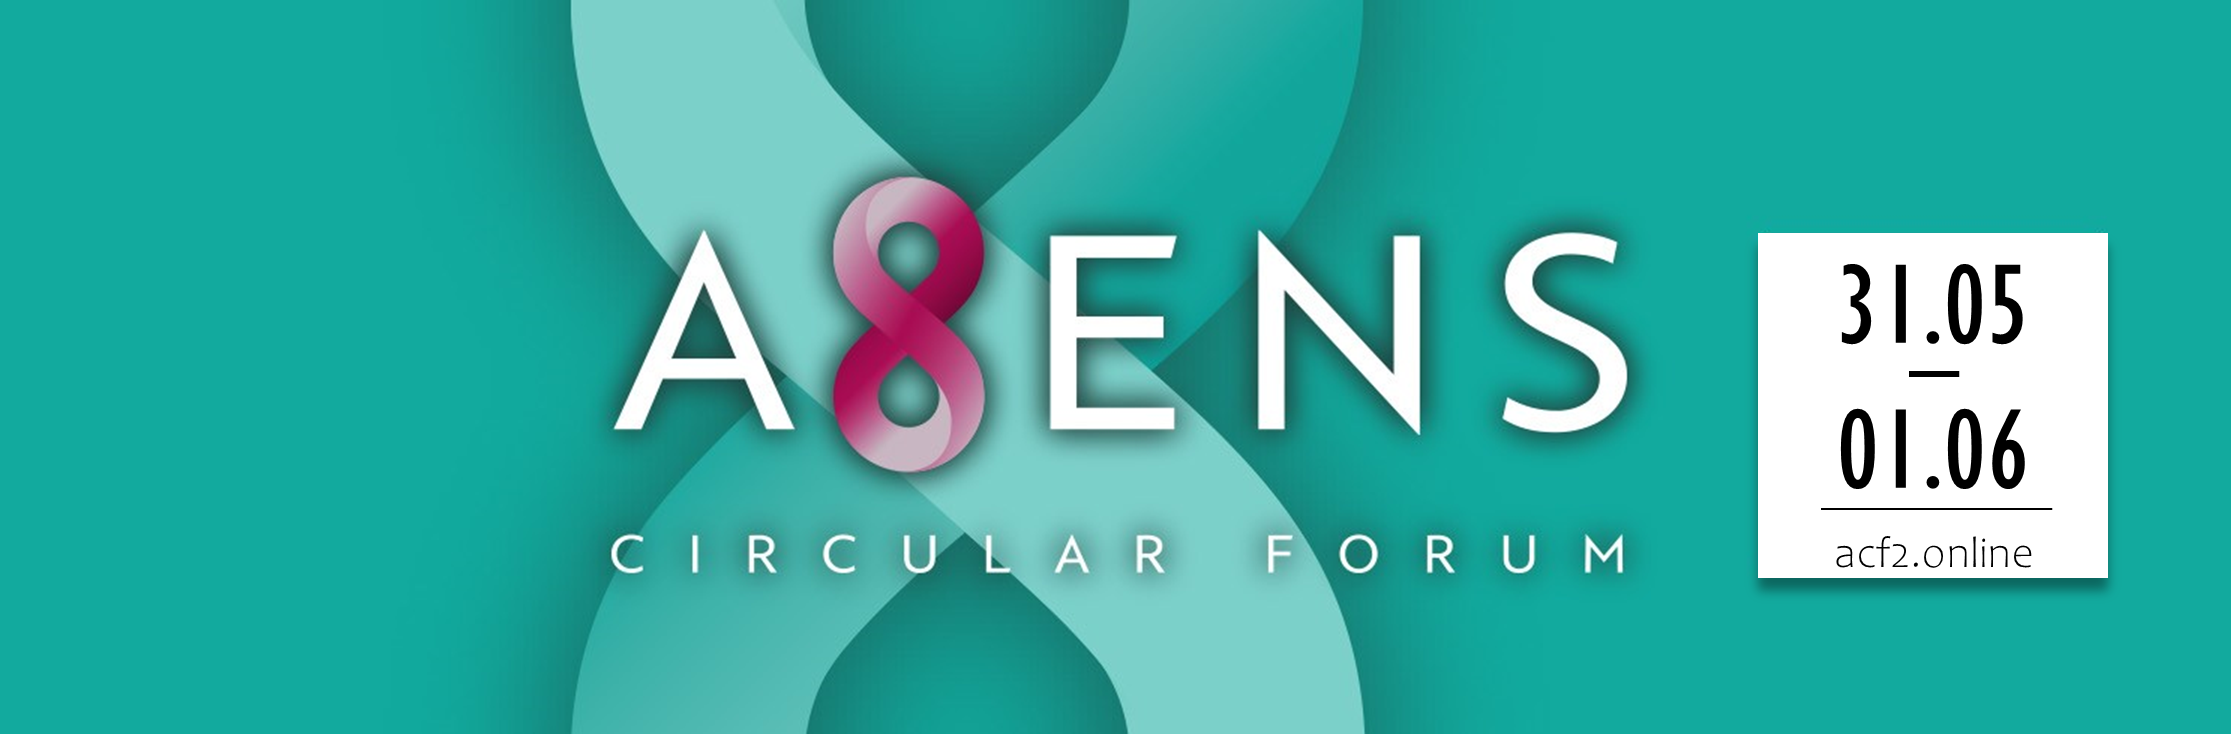 A8ENS
CIRCULAR FORUM
31.05
—
01.06
acf2.online